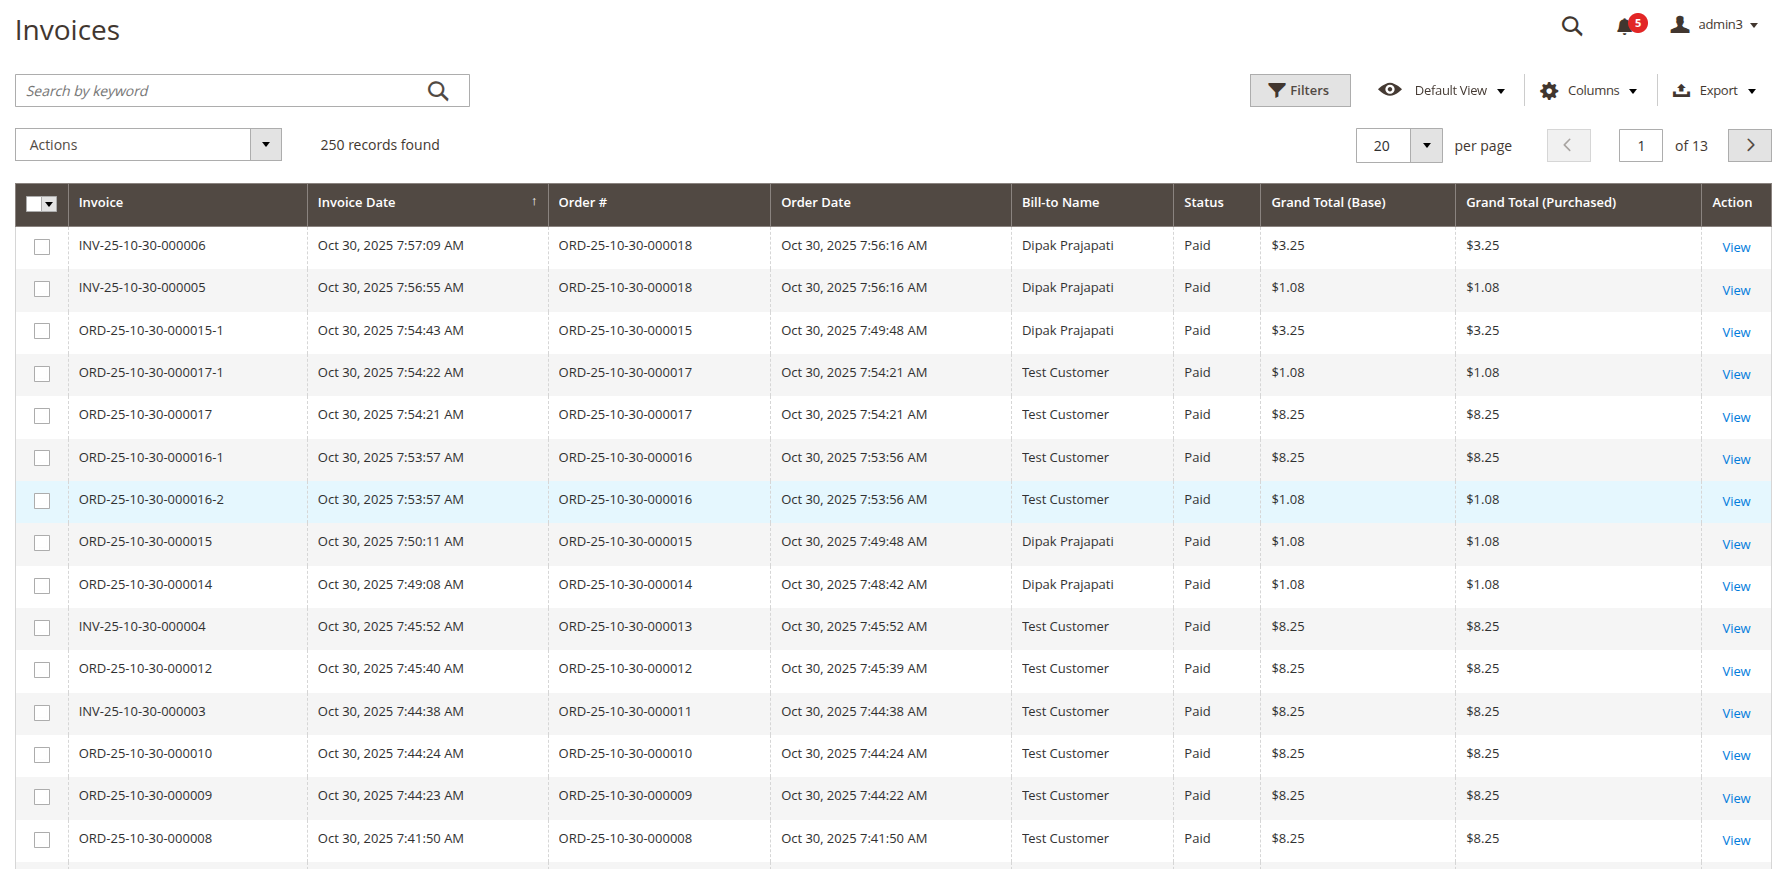 Invoices
5
admin3
Search by keyword
Filters
Default View
Columns
Export
Actions
250 records found
20
per page
1
of 13
Invoice Invoice Date ↑ Order # Order Date Bill-to Name Status Grand Total (Base) Grand Total (Purchased) Action
INV-25-10-30-000006 Oct 30, 2025 7:57:09 AM ORD-25-10-30-000018 Oct 30, 2025 7:56:16 AM Dipak Prajapati Paid $3.25 $3.25 View
INV-25-10-30-000005 Oct 30, 2025 7:56:55 AM ORD-25-10-30-000018 Oct 30, 2025 7:56:16 AM Dipak Prajapati Paid $1.08 $1.08 View
ORD-25-10-30-000015-1 Oct 30, 2025 7:54:43 AM ORD-25-10-30-000015 Oct 30, 2025 7:49:48 AM Dipak Prajapati Paid $3.25 $3.25 View
ORD-25-10-30-000017-1 Oct 30, 2025 7:54:22 AM ORD-25-10-30-000017 Oct 30, 2025 7:54:21 AM Test Customer Paid $1.08 $1.08 View
ORD-25-10-30-000017 Oct 30, 2025 7:54:21 AM ORD-25-10-30-000017 Oct 30, 2025 7:54:21 AM Test Customer Paid $8.25 $8.25 View
ORD-25-10-30-000016-1 Oct 30, 2025 7:53:57 AM ORD-25-10-30-000016 Oct 30, 2025 7:53:56 AM Test Customer Paid $8.25 $8.25 View
ORD-25-10-30-000016-2 Oct 30, 2025 7:53:57 AM ORD-25-10-30-000016 Oct 30, 2025 7:53:56 AM Test Customer Paid $1.08 $1.08 View
ORD-25-10-30-000015 Oct 30, 2025 7:50:11 AM ORD-25-10-30-000015 Oct 30, 2025 7:49:48 AM Dipak Prajapati Paid $1.08 $1.08 View
ORD-25-10-30-000014 Oct 30, 2025 7:49:08 AM ORD-25-10-30-000014 Oct 30, 2025 7:48:42 AM Dipak Prajapati Paid $1.08 $1.08 View
INV-25-10-30-000004 Oct 30, 2025 7:45:52 AM ORD-25-10-30-000013 Oct 30, 2025 7:45:52 AM Test Customer Paid $8.25 $8.25 View
ORD-25-10-30-000012 Oct 30, 2025 7:45:40 AM ORD-25-10-30-000012 Oct 30, 2025 7:45:39 AM Test Customer Paid $8.25 $8.25 View
INV-25-10-30-000003 Oct 30, 2025 7:44:38 AM ORD-25-10-30-000011 Oct 30, 2025 7:44:38 AM Test Customer Paid $8.25 $8.25 View
ORD-25-10-30-000010 Oct 30, 2025 7:44:24 AM ORD-25-10-30-000010 Oct 30, 2025 7:44:24 AM Test Customer Paid $8.25 $8.25 View
ORD-25-10-30-000009 Oct 30, 2025 7:44:23 AM ORD-25-10-30-000009 Oct 30, 2025 7:44:22 AM Test Customer Paid $8.25 $8.25 View
ORD-25-10-30-000008 Oct 30, 2025 7:41:50 AM ORD-25-10-30-000008 Oct 30, 2025 7:41:50 AM Test Customer Paid $8.25 $8.25 View